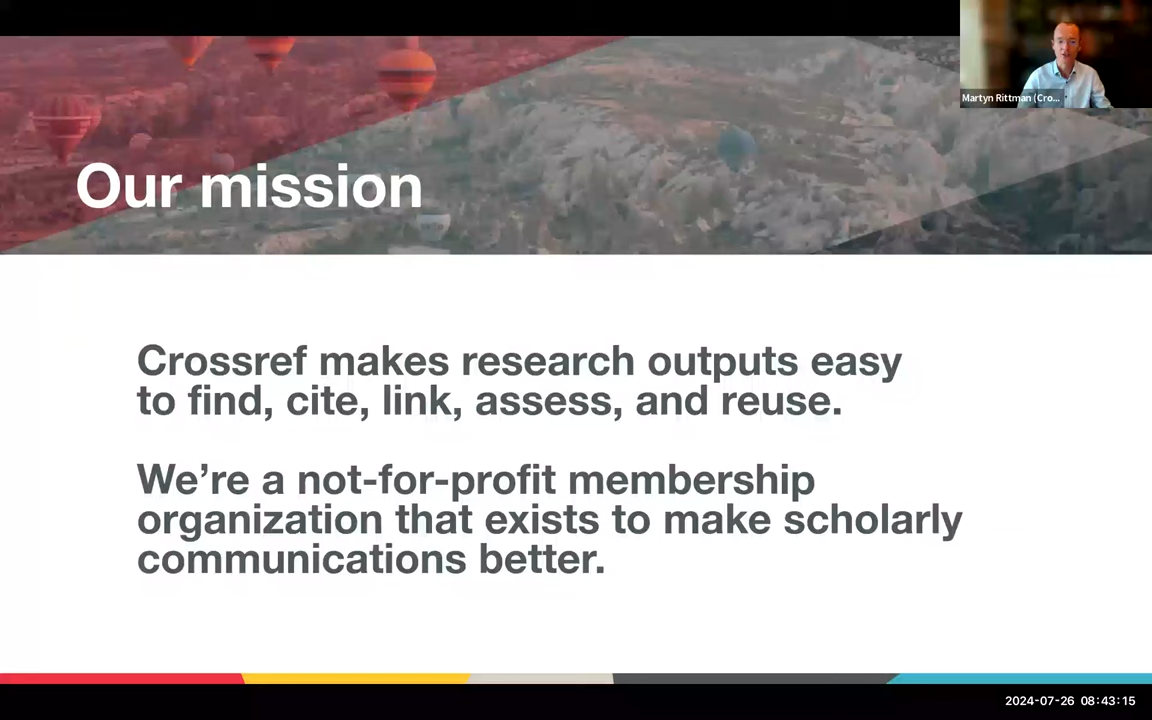 Martyn Rittman (Cro...
Our mission
Crossref makes research outputs easy
to find, cite, link, assess, and reuse.
We’re a not-for-profit membership
organization that exists to make scholarly
communications better.
2024-07-26 08:43:15